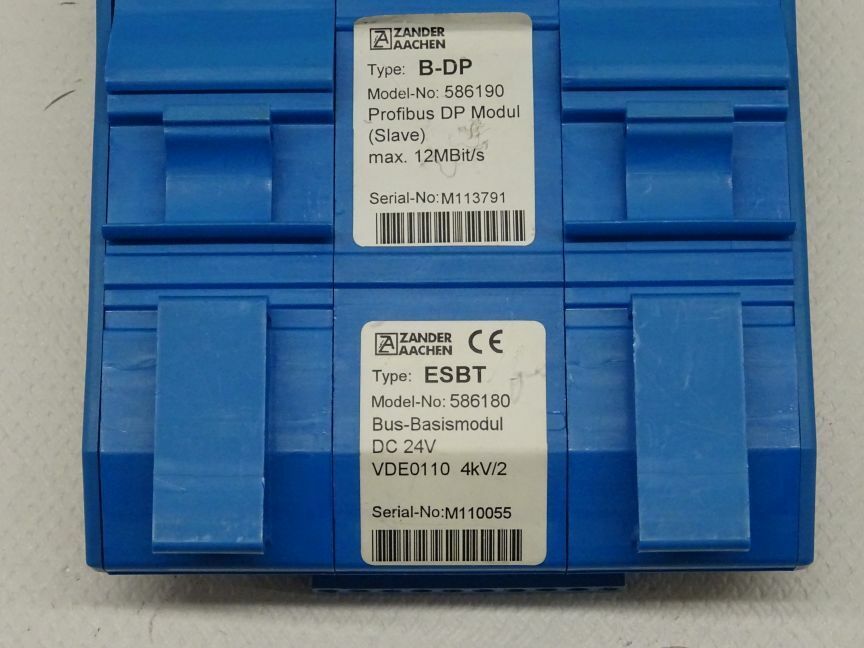 ZANDER
AACHEN
Type: B-DP
Model-No: 586190
Profibus DP Modul
(Slave)
max. 12MBit/s
Serial-No:M113791
ZANDER
AACHEN CE
Type: ESBT
Model-No: 586180
Bus-Basismodul
DC 24V
VDE0110 4kV/2
Serial-No:M110055